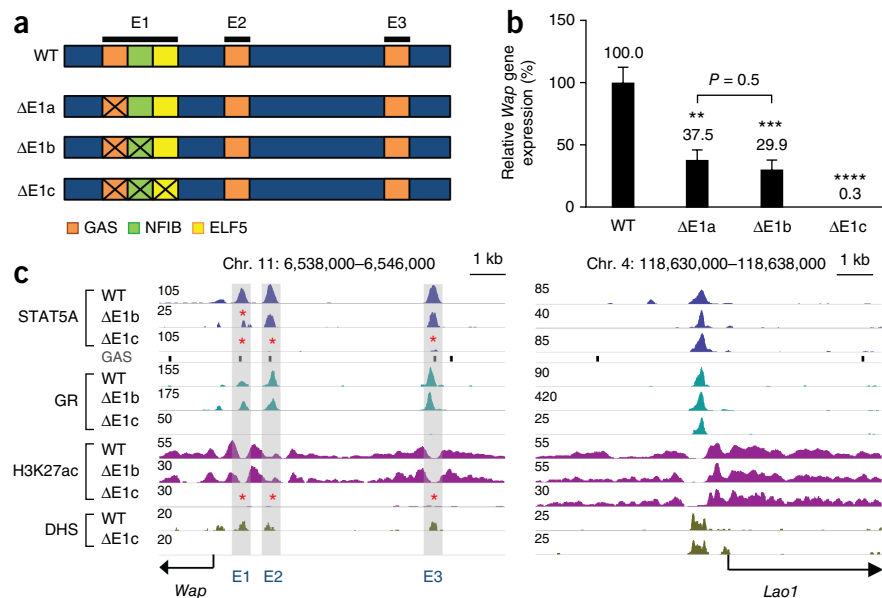 a
E1 E2 E3
WT
ΔE1a
ΔE1b
ΔE1c
GAS NFIB ELF5
b
Relative Wap gene
expression (%)
150
100
50
0
100.0
P = 0.5
**
37.5
***
29.9
****
0.3
WT ΔE1a ΔE1b ΔE1c
c
Chr. 11: 6,538,000–6,546,000 1 kb
Chr. 4: 118,630,000–118,638,000 1 kb
STAT5A
WT 105 85
ΔE1b 25 40
*
ΔE1c 105 85
* * *
GAS
GR
WT 155 90
ΔE1b 175 420
ΔE1c 50 25
H3K27ac
WT 55 55
ΔE1b 30 55
ΔE1c 30 30
* * *
DHS
WT 20 25
ΔE1c 20 25
Wap E1 E2 E3 Lao1